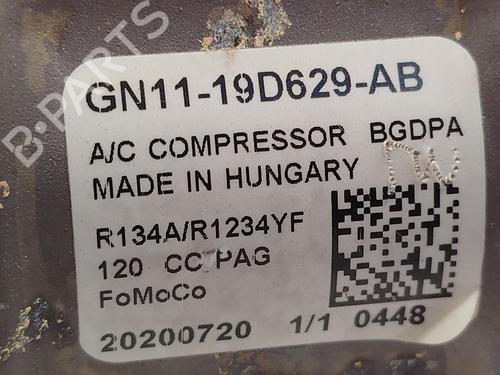 GN11-19D629-AB
A/C COMPRESSOR BGDPA
MADE IN HUNGARY
R134A/R1234YF
120 CC PAG
FoMoCo
20200720 1/1 0448
B-PARTS